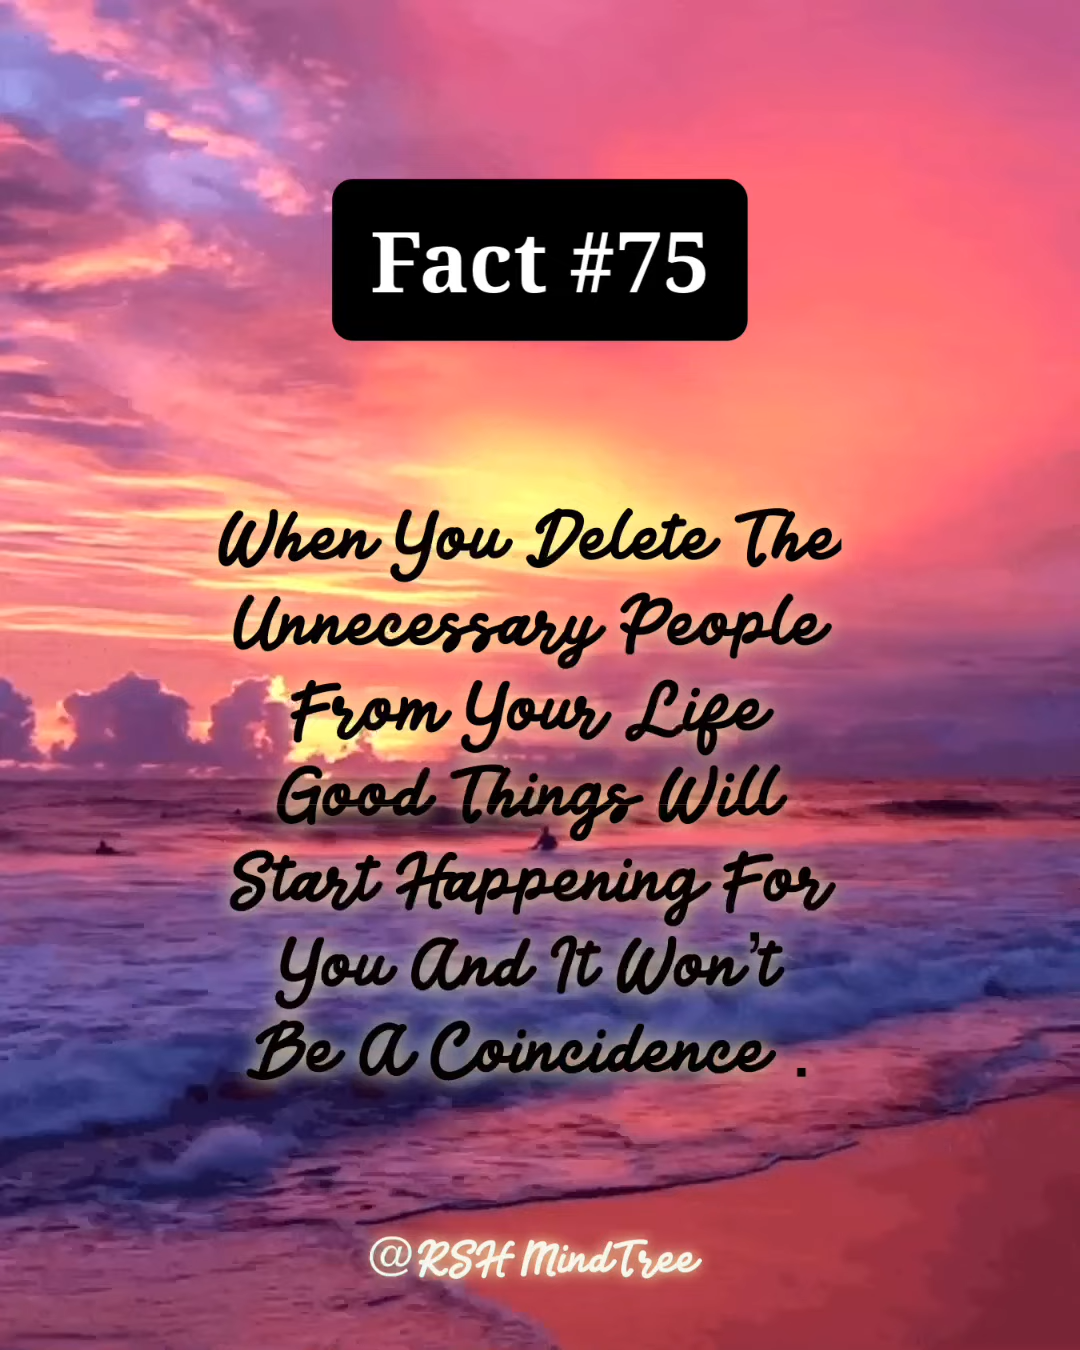 Fact #75
When You Delete The
Unnecessary People
From Your Life
Good Things Will
Start Happening For
You And It Won't
Be A Coincidence .
@RSH MindTree